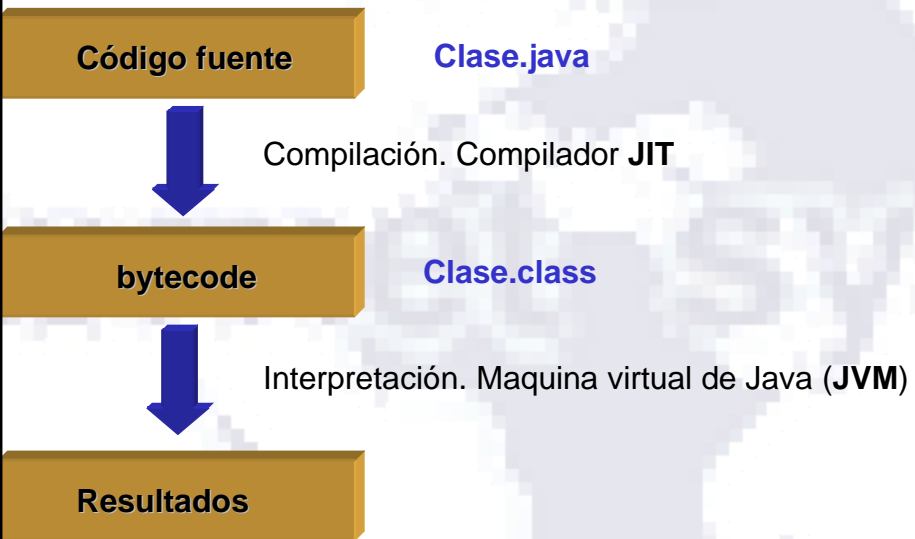 Código fuente
Clase.java
Compilación. Compilador JIT
bytecode
Clase.class
Interpretación. Maquina virtual de Java (JVM)
Resultados